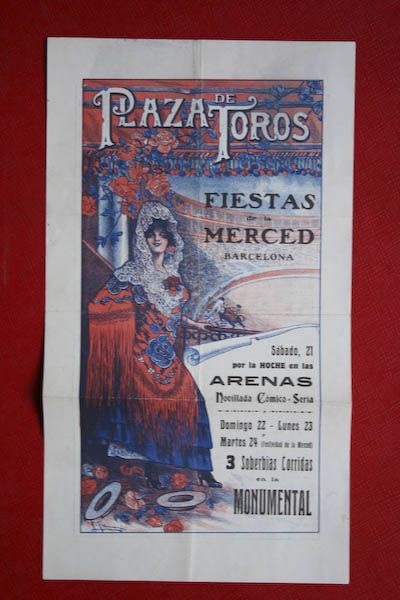 PLAZA DE TOROS
FIESTAS
de la
MERCED
BARCELONA
Sábado, 21
por la NOCHE en las
ARENAS
Novillada Cómico-Seria
y
Domingo 22 - Lunes 23
y
Martes 24 (Festividad de la Merced)
3 Soberbias Corridas
en la
MONUMENTAL